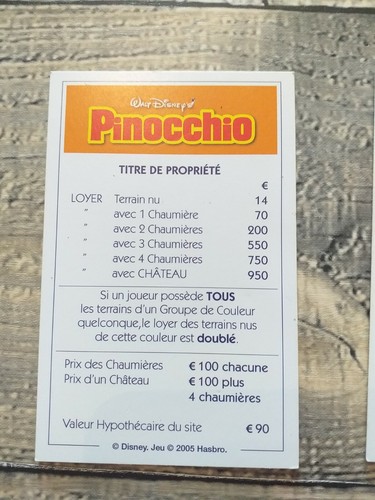 Walt Disney
Pinocchio
TITRE DE PROPRIÉTÉ
€
LOYER Terrain nu 14
" avec 1 Chaumière 70
" avec 2 Chaumières 200
" avec 3 Chaumières 550
" avec 4 Chaumières 750
" avec CHÂTEAU 950
Si un joueur possède TOUS
les terrains d'un Groupe de Couleur
quelconque,le loyer des terrains nus
de cette couleur est doublé.
Prix des Chaumières € 100 chacune
Prix d'un Château € 100 plus
4 chaumières
Valeur Hypothécaire du site € 90
© Disney. Jeu © 2005 Hasbro.